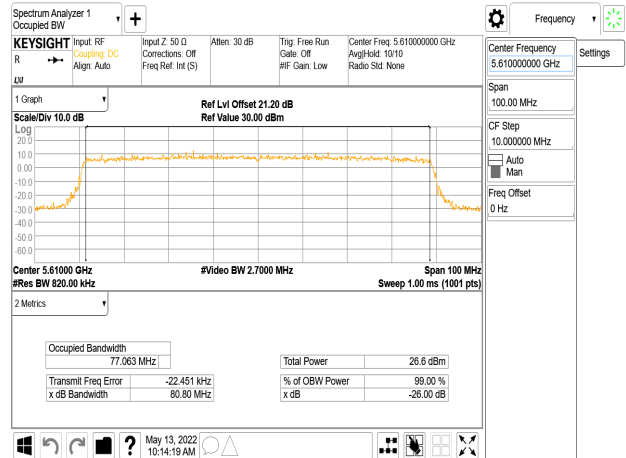 Spectrum Analyzer 1
Occupied BW
Frequency
KEYSIGHT
R
LXI
Input: RF
Coupling: DC
Align: Auto
Input Z: 50 Ω
Corrections: Off
Freq Ref: Int (S)
Atten: 30 dB
Trig: Free Run
Gate: Off
#IF Gain: Low
Center Freq: 5.610000000 GHz
Avg|Hold: 10/10
Radio Std: None
Center Frequency
5.610000000 GHz
Settings
Span
100.00 MHz
CF Step
10.000000 MHz
Auto
Man
Freq Offset
0 Hz
1 Graph
Scale/Div 10.0 dB
Ref Lvl Offset 21.20 dB
Ref Value 30.00 dBm
Log
20.0
10.0
0.00
-10.0
-20.0
-30.0
-40.0
-50.0
-60.0
Center 5.61000 GHz
#Res BW 820.00 kHz
#Video BW 2.7000 MHz
Span 100 MHz
Sweep 1.00 ms (1001 pts)
2 Metrics
Occupied Bandwidth
77.063 MHz
Transmit Freq Error -22.451 kHz
x dB Bandwidth 80.80 MHz
Total Power 26.6 dBm
% of OBW Power 99.00 %
x dB -26.00 dB
?
May 13, 2022
10:14:19 AM